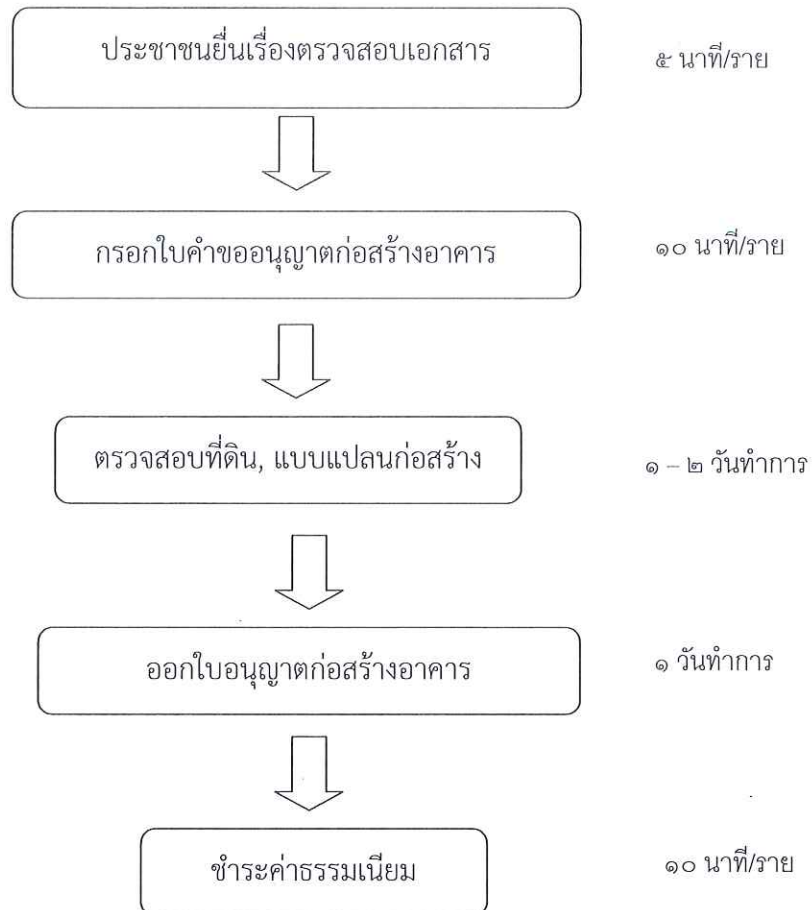 ประชาชนยื่นเรื่องตรวจสอบเอกสาร
๕ นาที/ราย
กรอกใบคำขออนุญาตก่อสร้างอาคาร
๑๐ นาที/ราย
ตรวจสอบที่ดิน, แบบแปลนก่อสร้าง
๑ – ๒ วันทำการ
ออกใบอนุญาตก่อสร้างอาคาร
๑ วันทำการ
ชำระค่าธรรมเนียม
๑๐ นาที/ราย